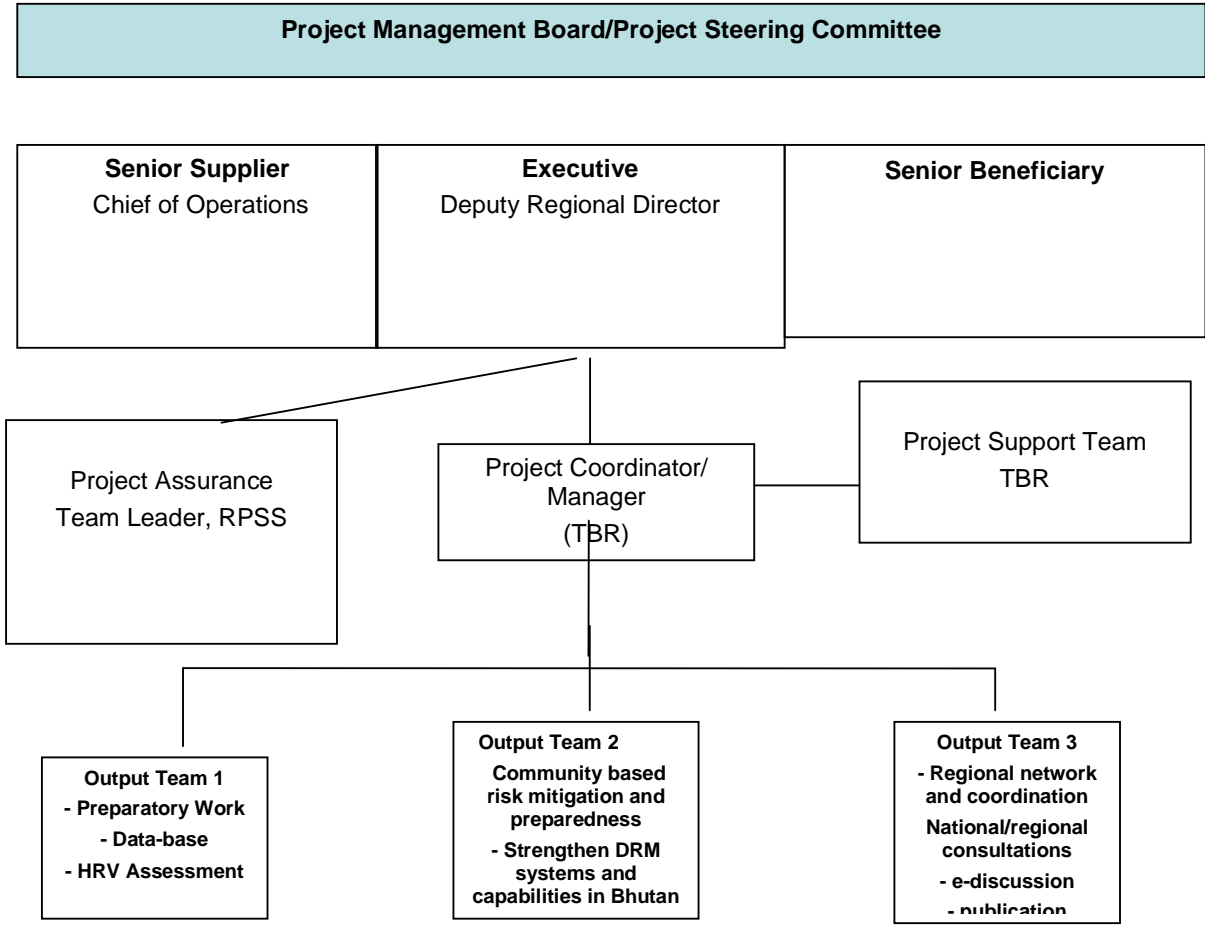 Project Management Board/Project Steering Committee
Senior Supplier
Chief of Operations
Executive
Deputy Regional Director
Senior Beneficiary
Project Assurance
Team Leader, RPSS
Project Coordinator/
Manager
(TBR)
Project Support Team
TBR
Output Team 1
- Preparatory Work
- Data-base
- HRV Assessment
Output Team 2
Community based
risk mitigation and
preparedness
- Strengthen DRM
systems and
capabilities in Bhutan
Output Team 3
- Regional network
and coordination
National/regional
consultations
- e-discussion
- publication